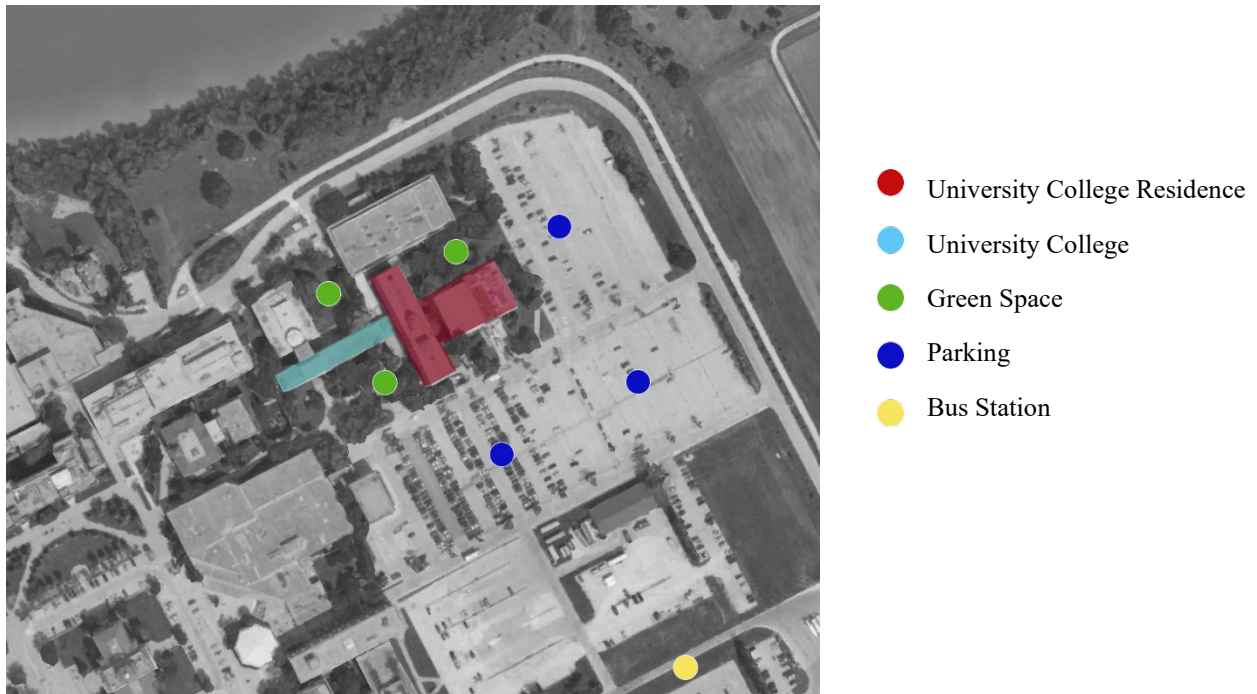 University College Residence
University College
Green Space
Parking
Bus Station